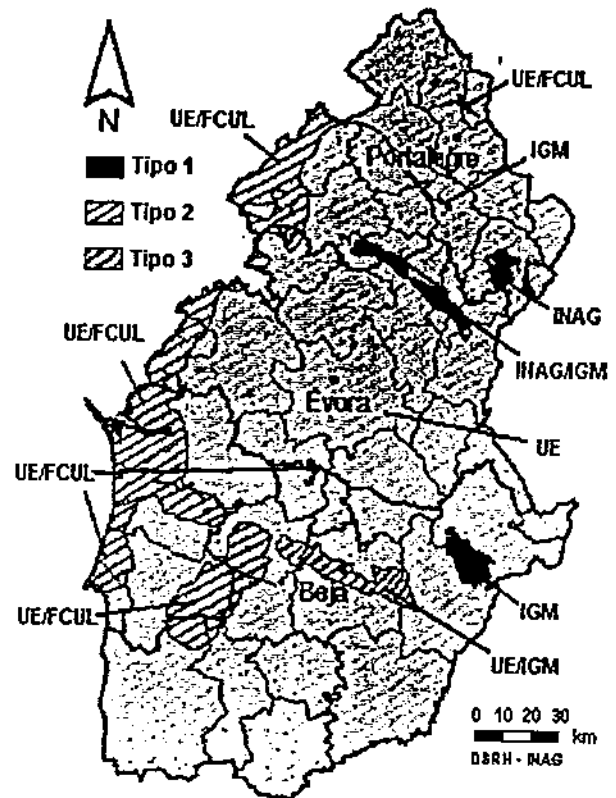 N
Tipo 1
Tipo 2
Tipo 3
UE/FCUL
UE/FCUL
Portalegre
IGM
INAG
UE/FCUL
INAG/IGM
Évora
UE
UE/FCUL
Beja
IGM
UE/FCUL
UE/IGM
0 10 20 30
km
DSRH - INAG